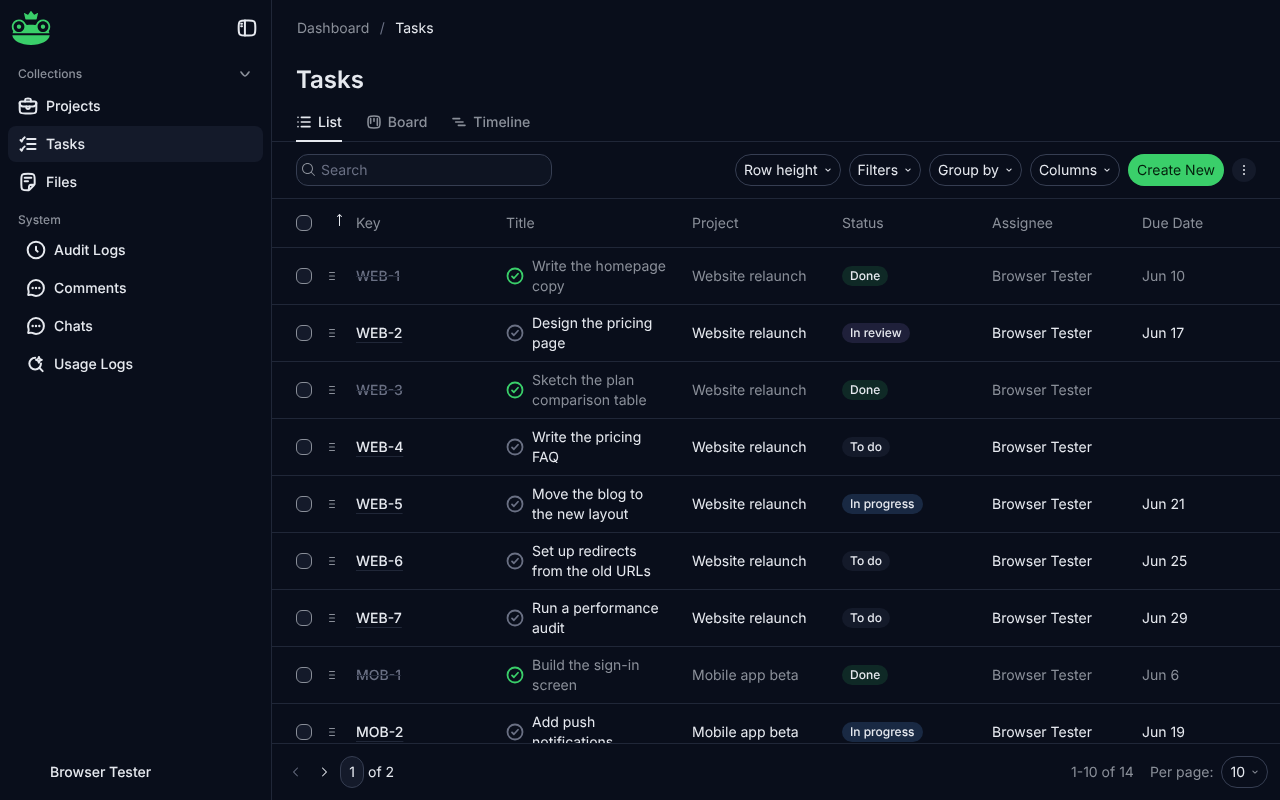 Dashboard / Tasks
Collections
Projects
Tasks
Files
System
Audit Logs
Comments
Chats
Usage Logs
Browser Tester
Tasks
List Board Timeline
Search Row height Filters Group by Columns Create New
Key Title Project Status Assignee Due Date
WEB-1 Write the homepage copy Website relaunch Done Browser Tester Jun 10
WEB-2 Design the pricing page Website relaunch In review Browser Tester Jun 17
WEB-3 Sketch the plan comparison table Website relaunch Done Browser Tester
WEB-4 Write the pricing FAQ Website relaunch To do Browser Tester
WEB-5 Move the blog to the new layout Website relaunch In progress Browser Tester Jun 21
WEB-6 Set up redirects from the old URLs Website relaunch To do Browser Tester Jun 25
WEB-7 Run a performance audit Website relaunch To do Browser Tester Jun 29
MOB-1 Build the sign-in screen Mobile app beta Done Browser Tester Jun 6
MOB-2 Add push notifications Mobile app beta In progress Browser Tester Jun 19
1 of 2 1-10 of 14 Per page: 10